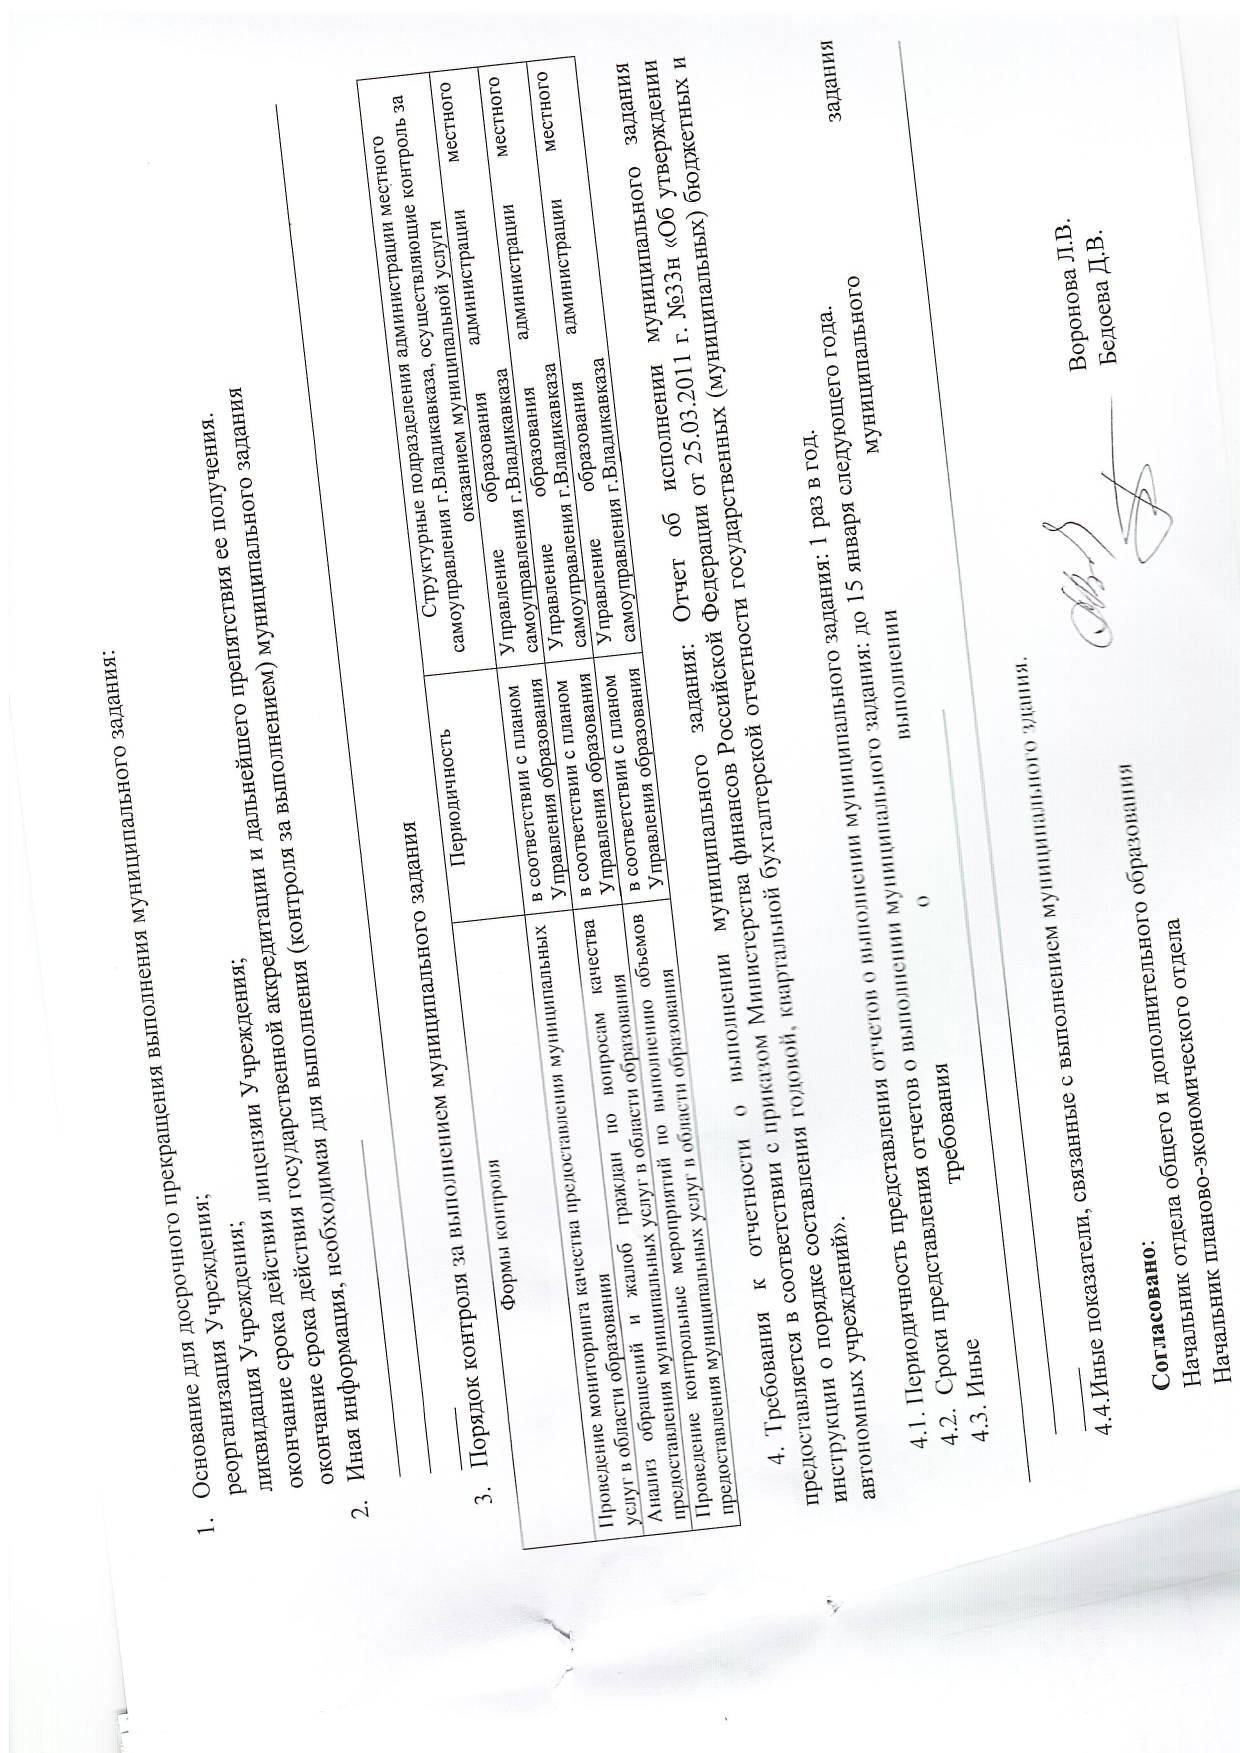 1. Основание для досрочного прекращения выполнения муниципального задания:
реорганизация Учреждения;
ликвидация Учреждения;
окончание срока действия лицензии Учреждения;
окончание срока действия государственной аккредитации и дальнейшего препятствия ее получения.
2. Иная информация, необходимая для выполнения (контроля за выполнением) муниципального задания
3. Порядок контроля за выполнением муниципального задания
Формы контроля
Периодичность
Структурные подразделения администрации местного
самоуправления г.Владикавказа, осуществляющие контроль за
оказанием муниципальной услуги
Проведение мониторинга качества предоставления муниципальных
услуг в области образования
в соответствии с планом
Управления образования
Управление образования администрации местного
самоуправления г.Владикавказа
Анализ обращений и жалоб граждан по вопросам качества
предоставления муниципальных услуг в области образования
в соответствии с планом
Управления образования
Управление образования администрации местного
самоуправления г.Владикавказа
Проведение контрольные мероприятий по выполнению объемов
предоставления муниципальных услуг в области образования
в соответствии с планом
Управления образования
Управление образования администрации местного
самоуправления г.Владикавказа
4. Требования к отчетности о выполнении муниципального задания: Отчет об исполнении муниципального задания
предоставляется в соответствии с приказом Министерства финансов Российской Федерации от 25.03.2011 г. №33н «Об утверждении
инструкции о порядке составления годовой, квартальной бухгалтерской отчетности государственных (муниципальных) бюджетных и
автономных учреждений».
4.1. Периодичность представления отчетов о выполнении муниципального задания: 1 раз в год.
4.2. Сроки представления отчетов о выполнении муниципального задания: до 15 января следующего года.
4.3. Иные требования о выполнении муниципального задания
4.4.Иные показатели, связанные с выполнением муниципального здания.
Согласовано:
Начальник отдела общего и дополнительного образования Воронова Л.В.
Начальник планово-экономического отдела Бедоева Д.В.